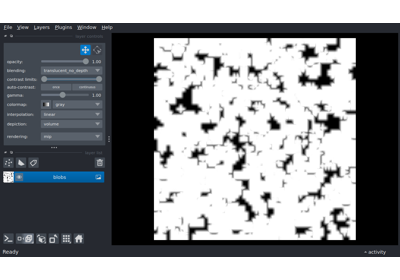 File View Layers Plugins Window Help
opacity: 1.00
blending: translucent_no_depth
contrast limits:
auto-contrast: once continuous
gamma: 1.00
colormap: gray
interpolation: linear
depiction: volume
rendering: mip
blobs
Ready activity